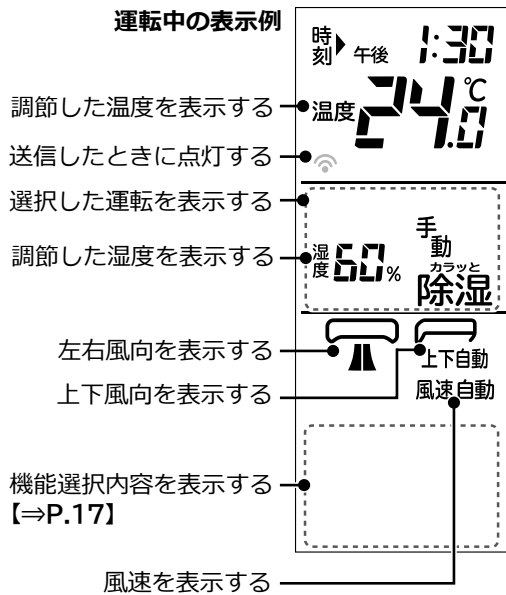 運転中の表示例
時刻 午後 1:30
調節した温度を表示する
温度 24.0 ℃
送信したときに点灯する
選択した運転を表示する
手動
調節した湿度を表示する
湿度 60%
カラッと
除湿
左右風向を表示する
上下自動
上下風向を表示する
風速自動
機能選択内容を表示する
【⇒P.17】
風速を表示する